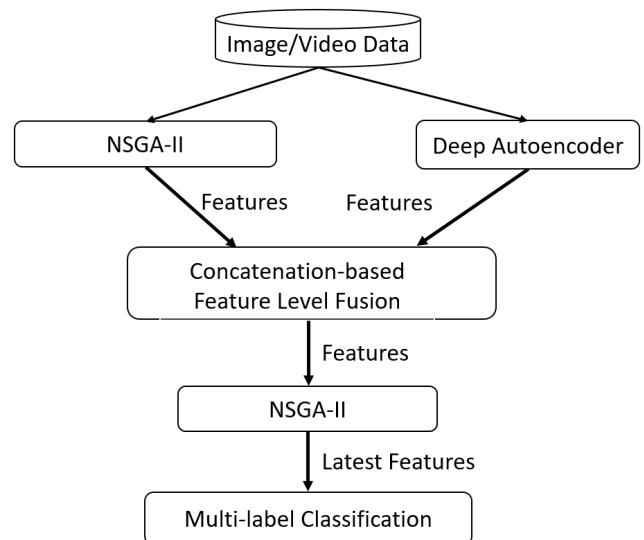 Image/Video Data
NSGA-II
Deep Autoencoder
Features
Features
Concatenation-based
Feature Level Fusion
Features
NSGA-II
Latest Features
Multi-label Classification